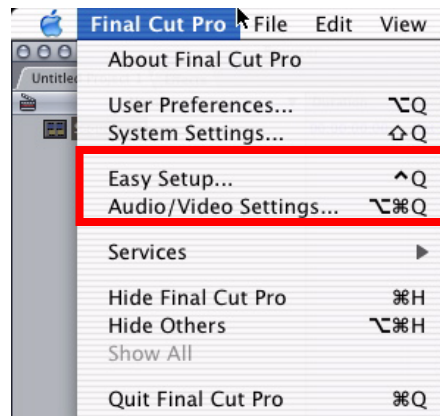 Final Cut Pro File Edit View
About Final Cut Pro
User Preferences... ⌥Q
System Settings... ⇧Q
Easy Setup... ^Q
Audio/Video Settings... ⌥⌘Q
Services ▶
Hide Final Cut Pro ⌘H
Hide Others ⌥⌘H
Show All
Quit Final Cut Pro ⌘Q